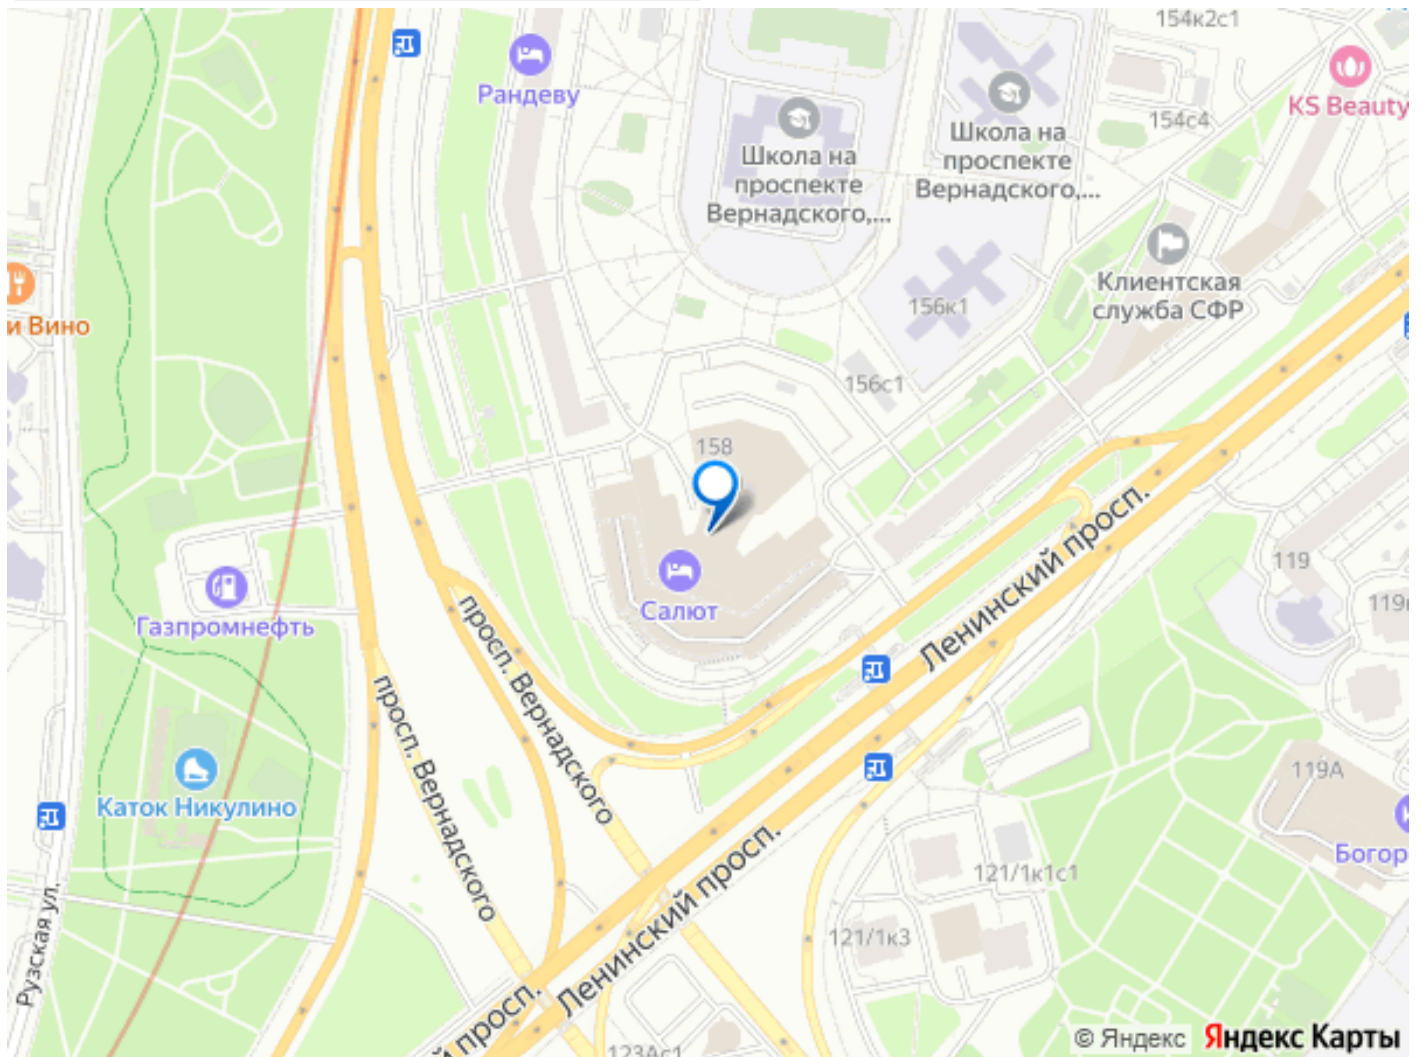 154к2с1
Рандеву
KS Beauty
154с4
Школа на
проспекте
Вернадского,...
Школа на
проспекте
Вернадского,...
Клиентская
служба СФР
156к1
и Вино
156с1
158
Ленинский просп.
119
Салют
Газпромнефть
просп. Вернадского
просп. Вернадского
119А
Каток Никулино
Богор
121/1к1с1
121/1к3
Ленинский просп.
Рузская ул.
й просп.
123Ас1
© Яндекс Яндекс Карты